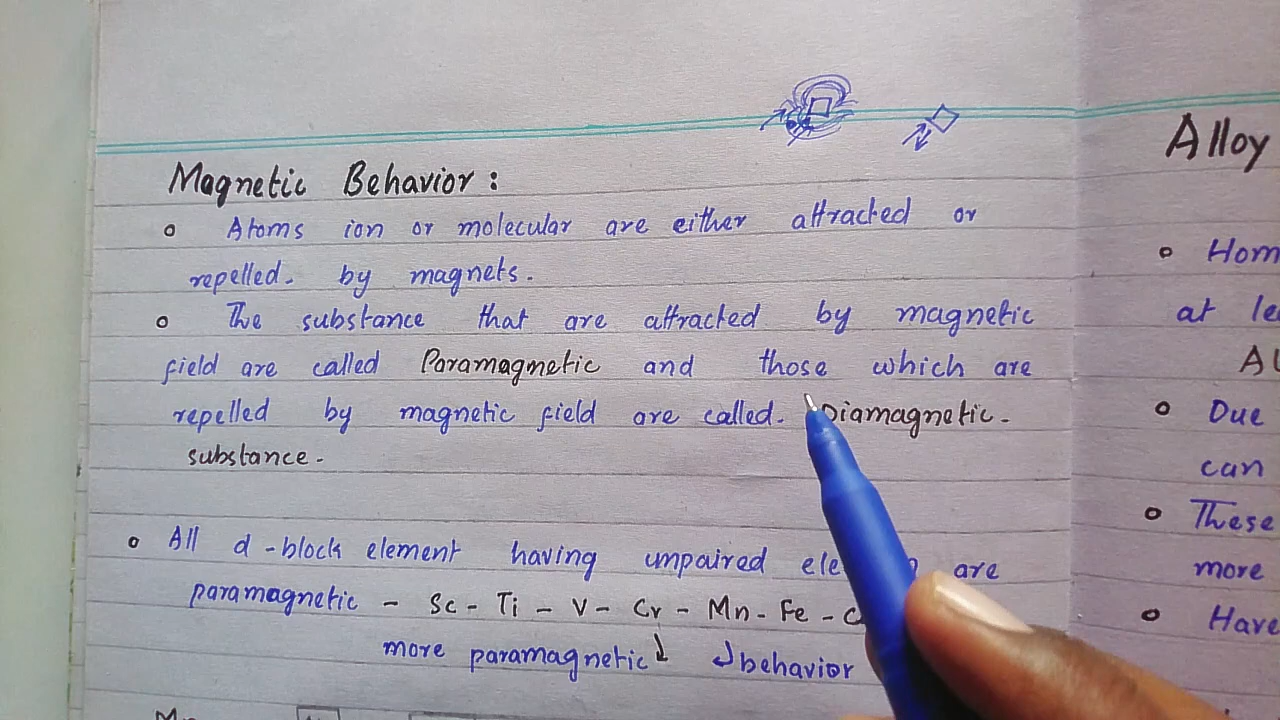 Magnetic Behavior :
Atoms ion or molecular are either attracted or
repelled. by magnets.
The substance that are attracted by magnetic
field are called Paramagnetic and those which are
repelled by magnetic field are called. Diamagnetic.
substance.
All d-block element having unpaired are
paramagnetic - Sc - Ti - V - Cr - Mn - Fe -
more paramagnetic behavior
Alloy
at
Due
can
These
more
Have